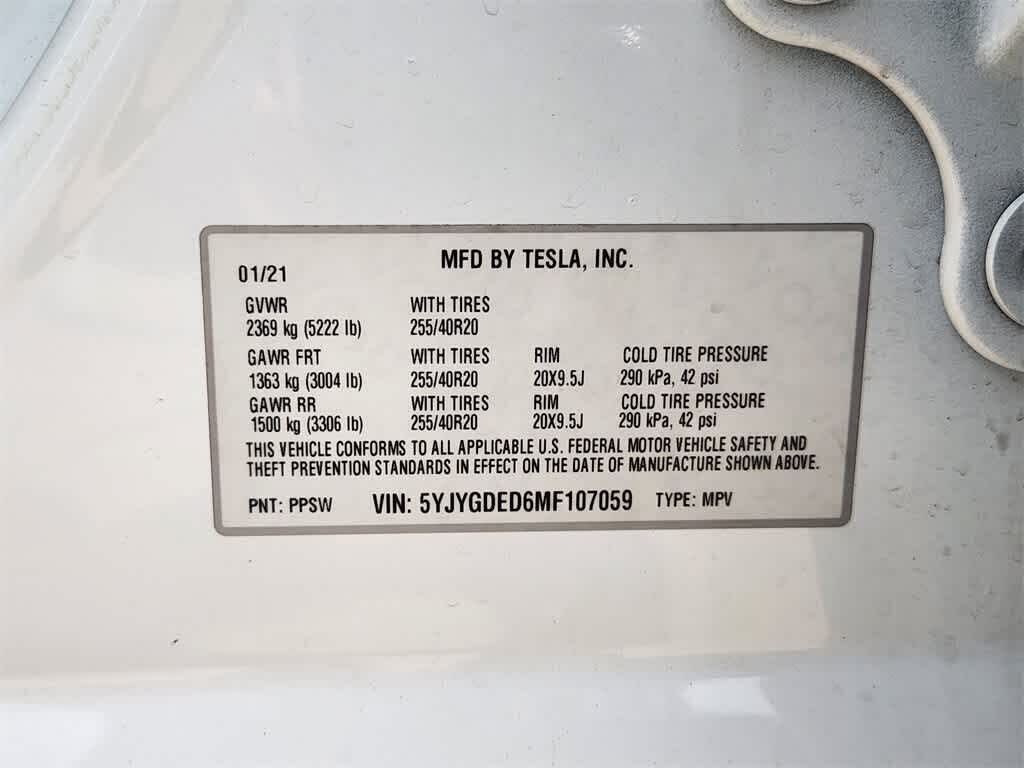 MFD BY TESLA, INC.
01/21
GVWR WITH TIRES
2369 kg (5222 lb) 255/40R20
GAWR FRT WITH TIRES RIM COLD TIRE PRESSURE
1363 kg (3004 lb) 255/40R20 20X9.5J 290 kPa, 42 psi
GAWR RR WITH TIRES RIM COLD TIRE PRESSURE
1500 kg (3306 lb) 255/40R20 20X9.5J 290 kPa, 42 psi
THIS VEHICLE CONFORMS TO ALL APPLICABLE U.S. FEDERAL MOTOR VEHICLE SAFETY AND
THEFT PREVENTION STANDARDS IN EFFECT ON THE DATE OF MANUFACTURE SHOWN ABOVE.
PNT: PPSW VIN: 5YJYGDED6MF107059 TYPE: MPV